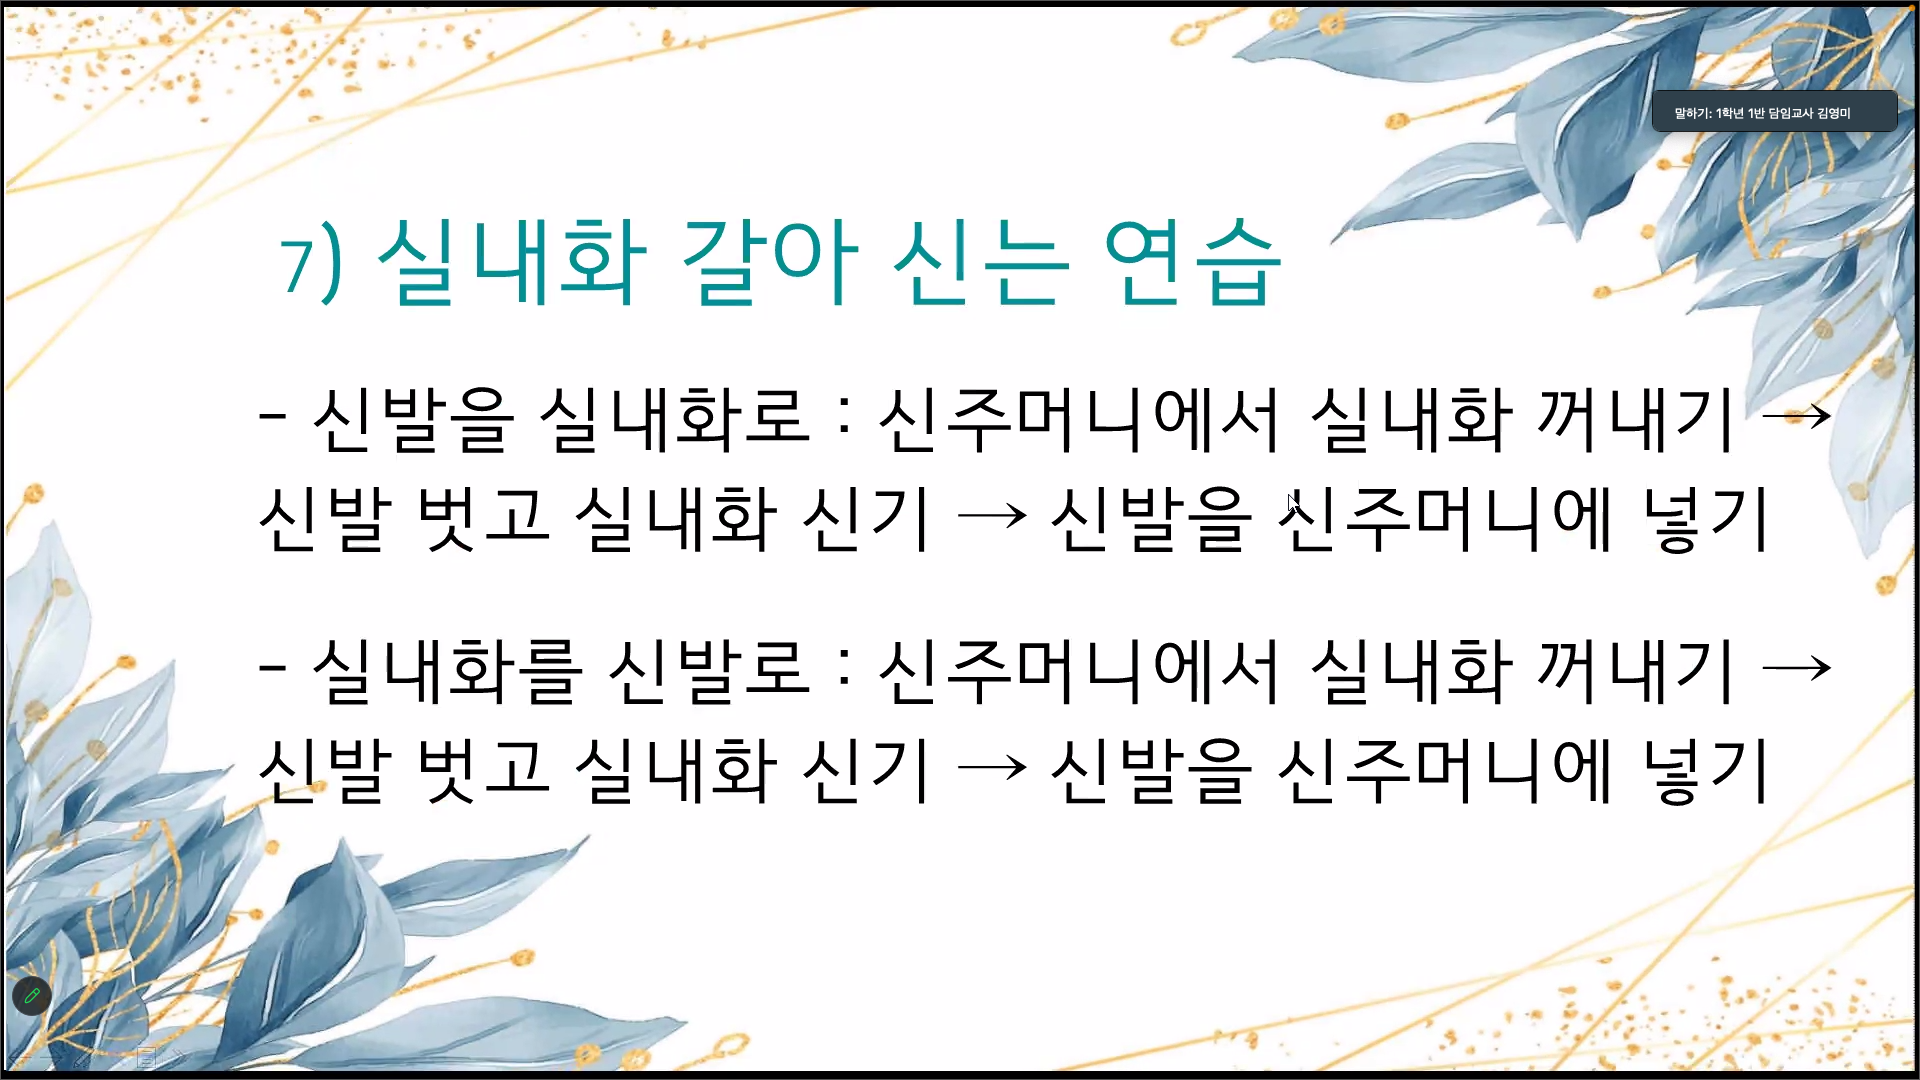 말하기: 1학년 1반 담임교사 김영미
7) 실내화 갈아 신는 연습
- 신발을 실내화로 : 신주머니에서 실내화 꺼내기 →
신발 벗고 실내화 신기 → 신발을 신주머니에 넣기
- 실내화를 신발로 : 신주머니에서 실내화 꺼내기 →
신발 벗고 실내화 신기 → 신발을 신주머니에 넣기